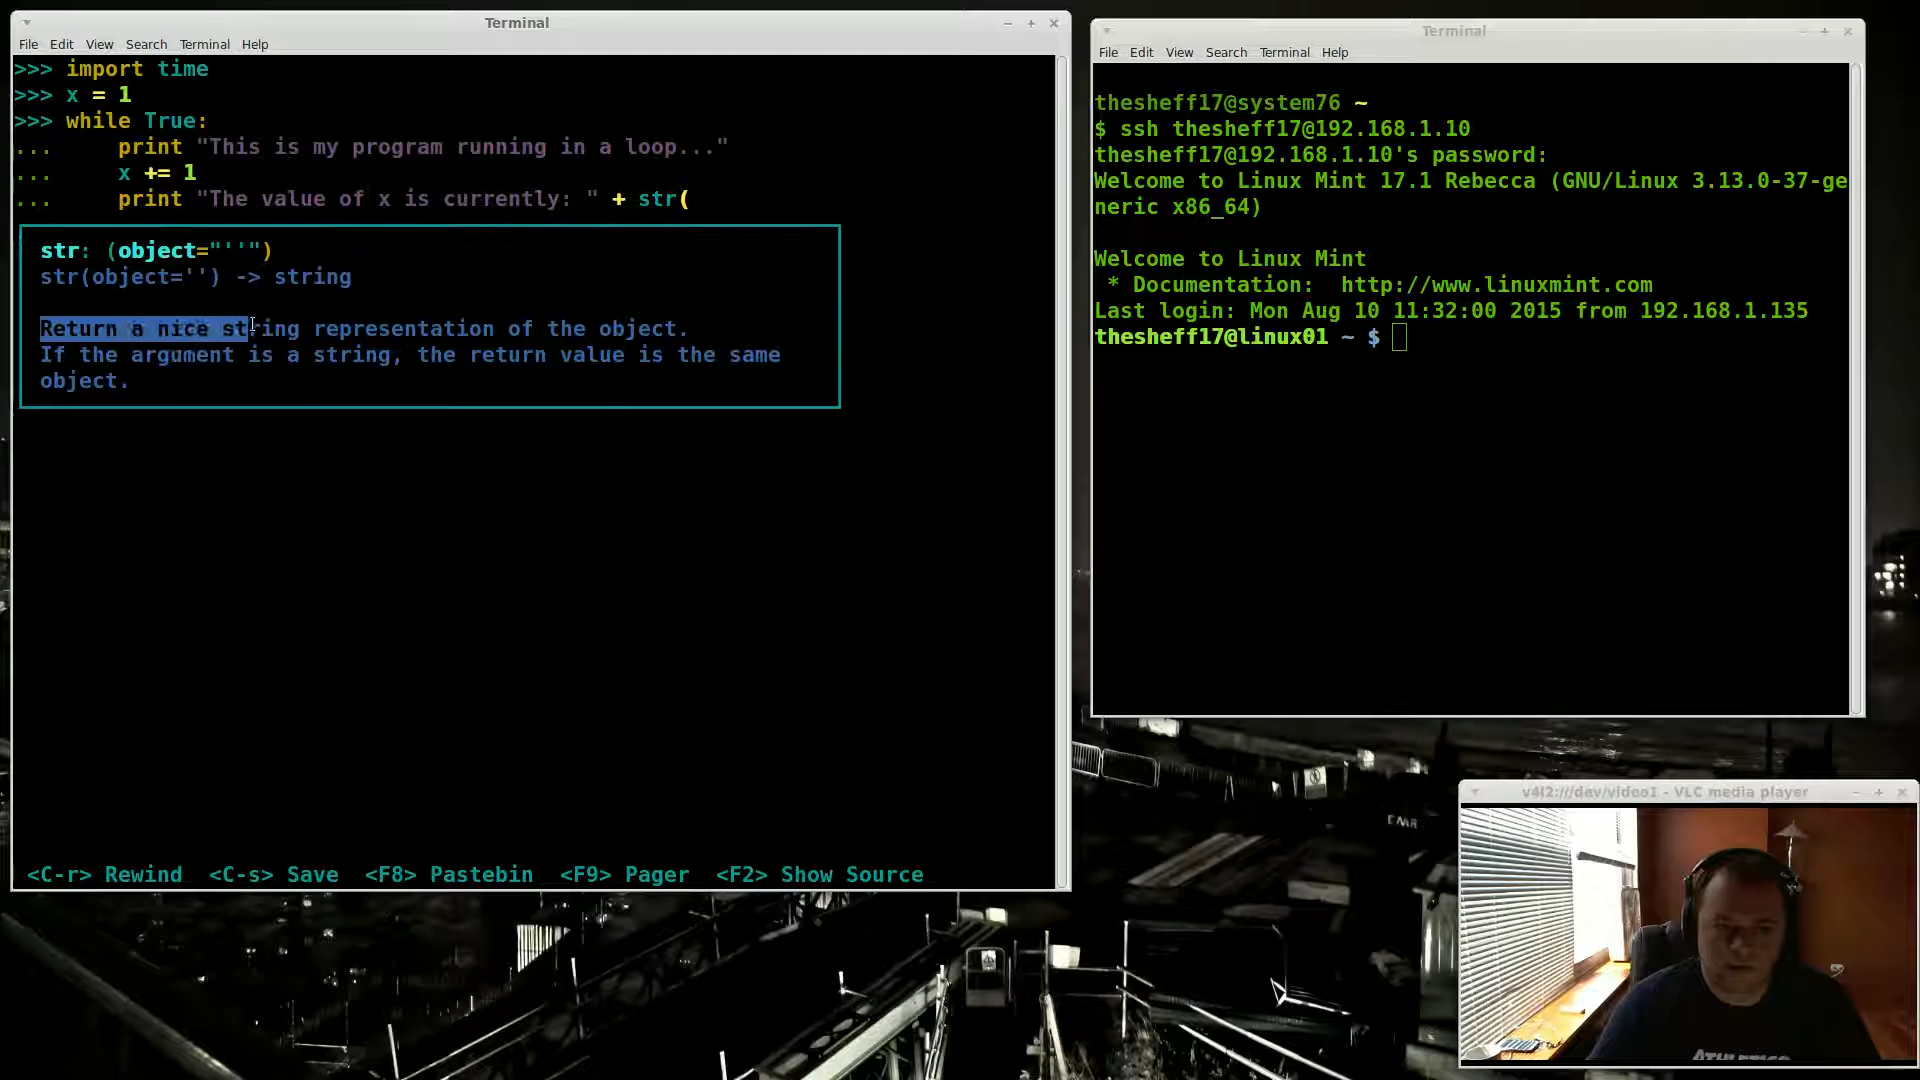 Terminal
File Edit View Search Terminal Help
>>> import time
>>> x = 1
>>> while True:
...     print "This is my program running in a loop..."
...     x += 1
...     print "The value of x is currently: " + str(
str: (object="''")
str(object='') -> string
Return a nice string representation of the object.
If the argument is a string, the return value is the same
object.
<C-r> Rewind  <C-s> Save  <F8> Pastebin  <F9> Pager  <F2> Show Source
Terminal
File Edit View Search Terminal Help
thesheff17@system76 ~
$ ssh thesheff17@192.168.1.10
thesheff17@192.168.1.10's password:
Welcome to Linux Mint 17.1 Rebecca (GNU/Linux 3.13.0-37-ge
neric x86_64)
Welcome to Linux Mint
 * Documentation:  http://www.linuxmint.com
Last login: Mon Aug 10 11:32:00 2015 from 192.168.1.135
thesheff17@linux01 ~ $
v4l2:///dev/video1 - VLC media player